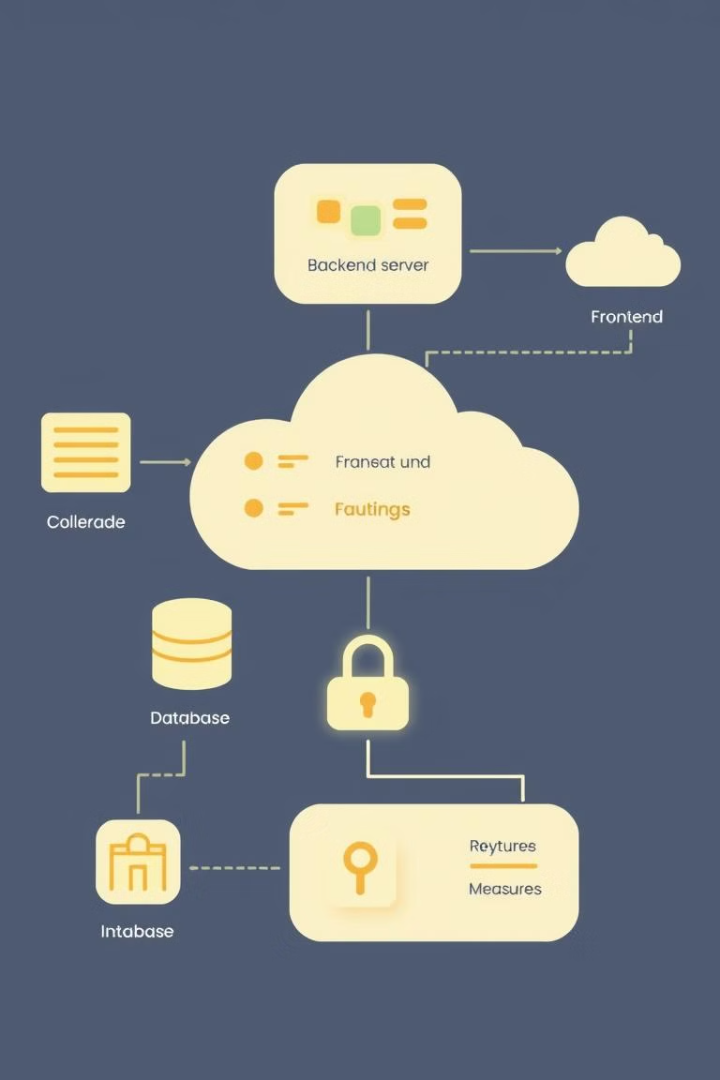 Backend server
Frontend
Franeat und
Fautings
Collerade
Database
Reytures
Measures
Intabase